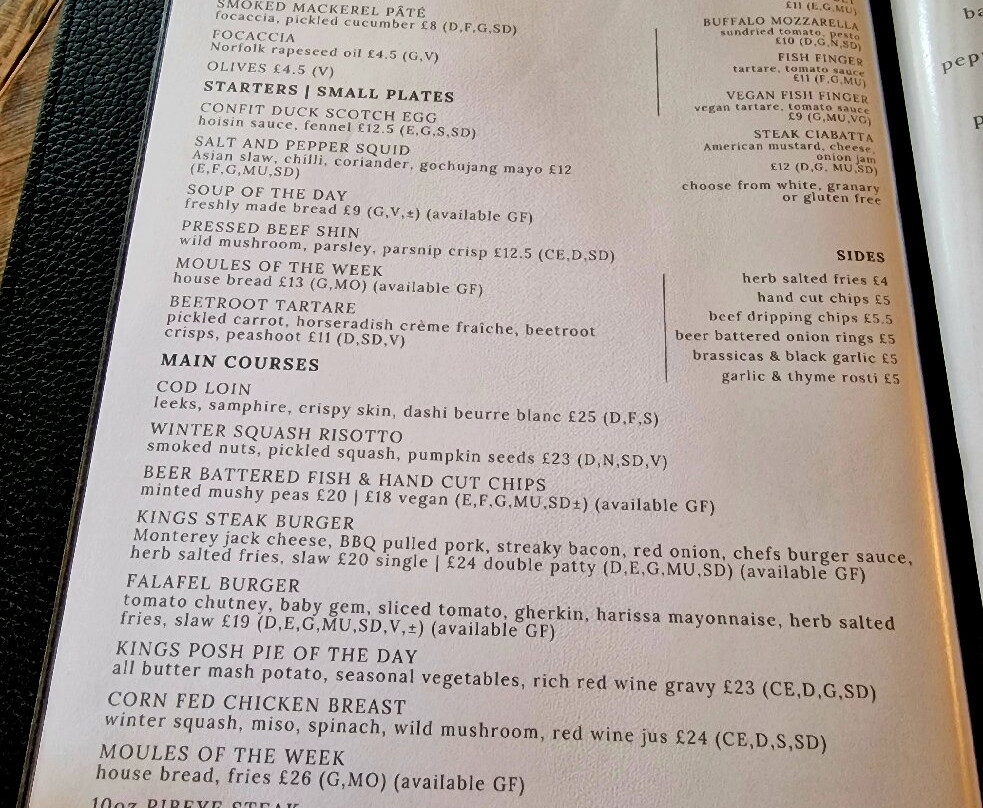 SMOKED MACKEREL PÂTÉ
focaccia, pickled cucumber £8 (D,F,G,SD)
FOCACCIA
Norfolk rapeseed oil £4.5 (G,V)
OLIVES £4.5 (V)
STARTERS | SMALL PLATES
CONFIT DUCK SCOTCH EGG
hoisin sauce, fennel £12.5 (E,G,S,SD)
SALT AND PEPPER SQUID
Asian slaw, chilli, coriander, gochujang mayo £12
(E,F,G,MU,SD)
SOUP OF THE DAY
freshly made bread £9 (G,V,±) (available GF)
PRESSED BEEF SHIN
wild mushroom, parsley, parsnip crisp £12.5 (CE,D,SD)
MOULES OF THE WEEK
house bread £13 (G,MO) (available GF)
BEETROOT TARTARE
pickled carrot, horseradish crème fraîche, beetroot
crisps, peashoot £11 (D,SD,V)
MAIN COURSES
COD LOIN
leeks, samphire, crispy skin, dashi beurre blanc £25 (D,F,S)
WINTER SQUASH RISOTTO
smoked nuts, pickled squash, pumpkin seeds £23 (D,N,SD,V)
BEER BATTERED FISH & HAND CUT CHIPS
minted mushy peas £20 | £18 vegan (E,F,G,MU,SD±) (available GF)
KINGS STEAK BURGER
Monterey jack cheese, BBQ pulled pork, streaky bacon, red onion, chefs burger sauce,
herb salted fries, slaw £20 single | £24 double patty (D,E,G,MU,SD) (available GF)
FALAFEL BURGER
tomato chutney, baby gem, sliced tomato, gherkin, harissa mayonnaise, herb salted
fries, slaw £19 (D,E,G,MU,SD,V,±) (available GF)
KINGS POSH PIE OF THE DAY
all butter mash potato, seasonal vegetables, rich red wine gravy £23 (CE,D,G,SD)
CORN FED CHICKEN BREAST
winter squash, miso, spinach, wild mushroom, red wine jus £24 (CE,D,S,SD)
MOULES OF THE WEEK
house bread, fries £26 (G,MO) (available GF)
10oz RIBEYE STEAK
£11 (E,G,MU)
BUFFALO MOZZARELLA
sundried tomato, pesto
£10 (D,G,N,SD)
FISH FINGER
tartare, tomato sauce
£11 (F,G,MU)
VEGAN FISH FINGER
vegan tartare, tomato sauce
£9 (G,MU,VG)
STEAK CIABATTA
American mustard, cheese,
onion jam
£12 (D,G, MU,SD)
choose from white, granary
or gluten free
SIDES
herb salted fries £4
hand cut chips £5
beef dripping chips £5.5
beer battered onion rings £5
brassicas & black garlic £5
garlic & thyme rosti £5